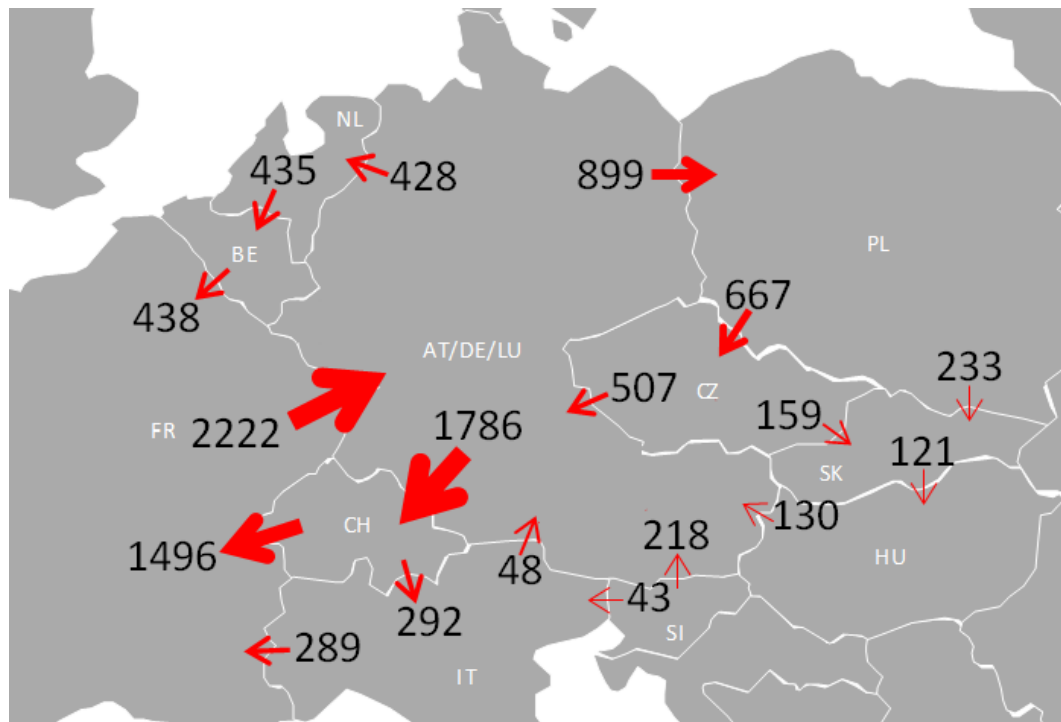 NL
435
428
899
BE
PL
438
667
AT/DE/LU
233
507
CZ
159
FR
2222
1786
121
SK
CH
130
1496
218
HU
48
292
43
SI
289
IT